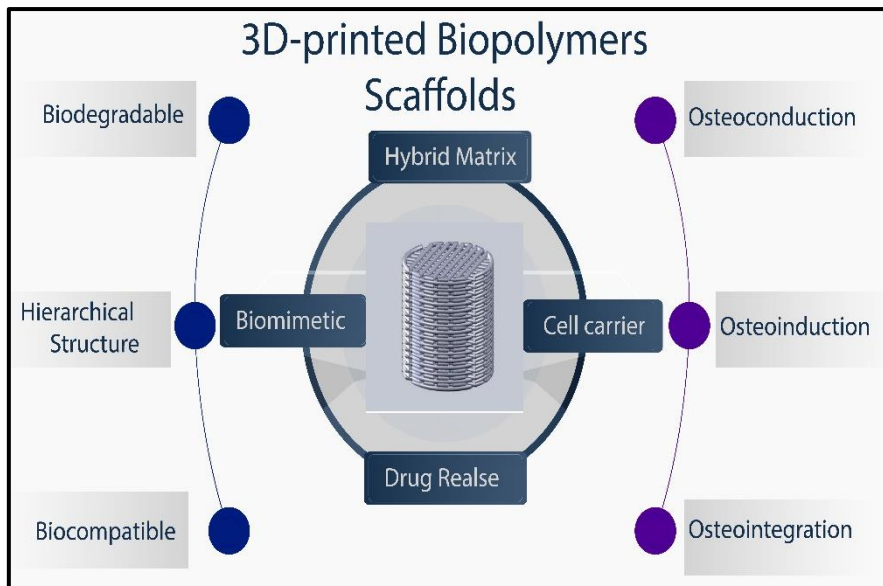 3D-printed Biopolymers
Scaffolds
Biodegradable
Hierarchical
Structure
Biocompatible
Hybrid Matrix
Biomimetic
Cell carrier
Drug Realse
Osteoconduction
Osteoinduction
Osteointegration